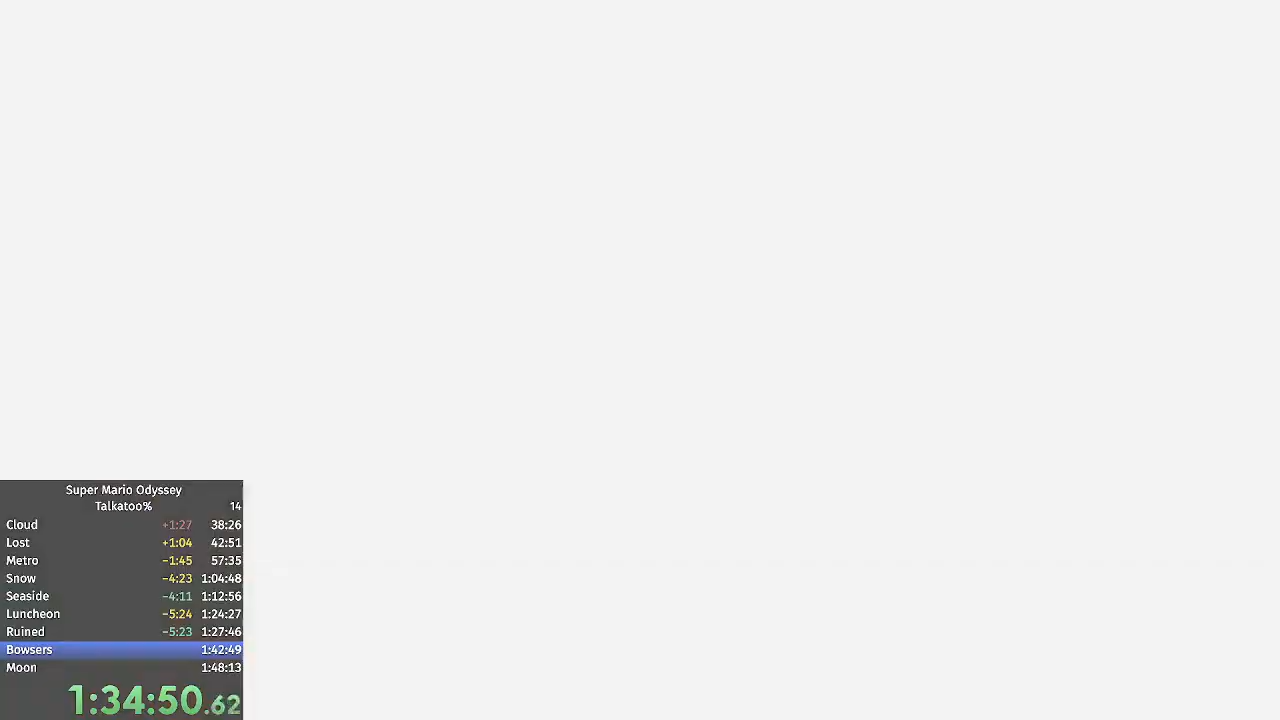 Super Mario Odyssey
Talkatoo% 14
Cloud +1:27 38:26
Lost +1:04 42:51
Metro −1:45 57:35
Snow −4:23 1:04:48
Seaside −4:11 1:12:56
Luncheon −5:24 1:24:27
Ruined −5:23 1:27:46
Bowsers 1:42:49
Moon 1:48:13
1:34:50.62